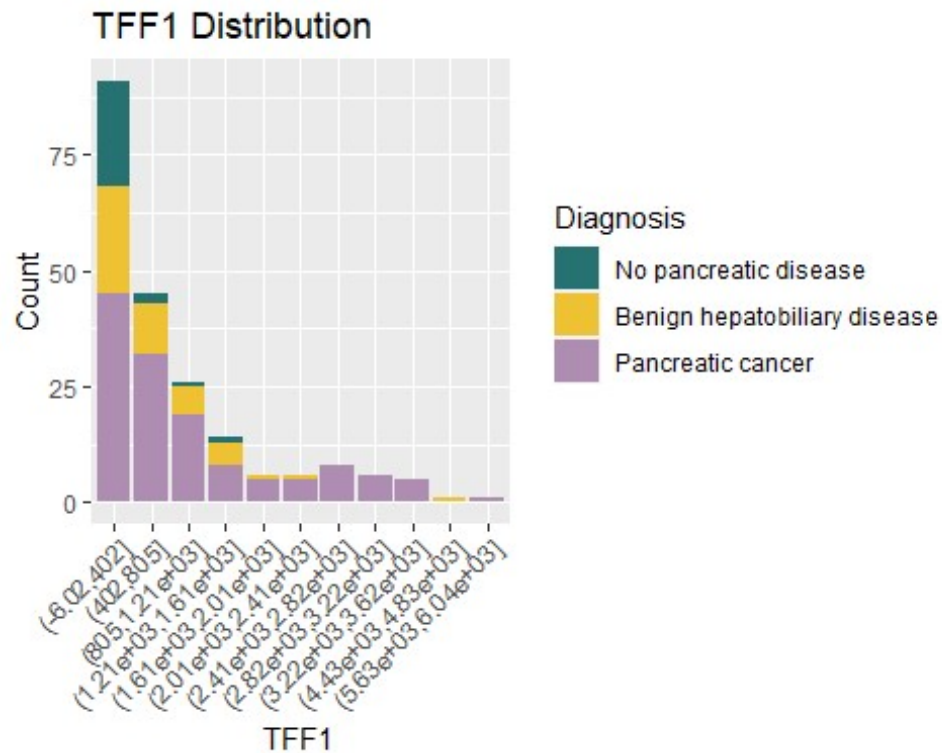 TFF1 Distribution
75
50
25
0
Count
(-6.02,402]
(402,805]
(805,1.21e+03]
(1.21e+03,1.61e+03]
(1.61e+03,2.01e+03]
(2.01e+03,2.41e+03]
(2.41e+03,2.82e+03]
(2.82e+03,3.22e+03]
(3.22e+03,3.62e+03]
(4.43e+03,4.83e+03]
(5.63e+03,6.04e+03]
TFF1
Diagnosis
No pancreatic disease
Benign hepatobiliary disease
Pancreatic cancer